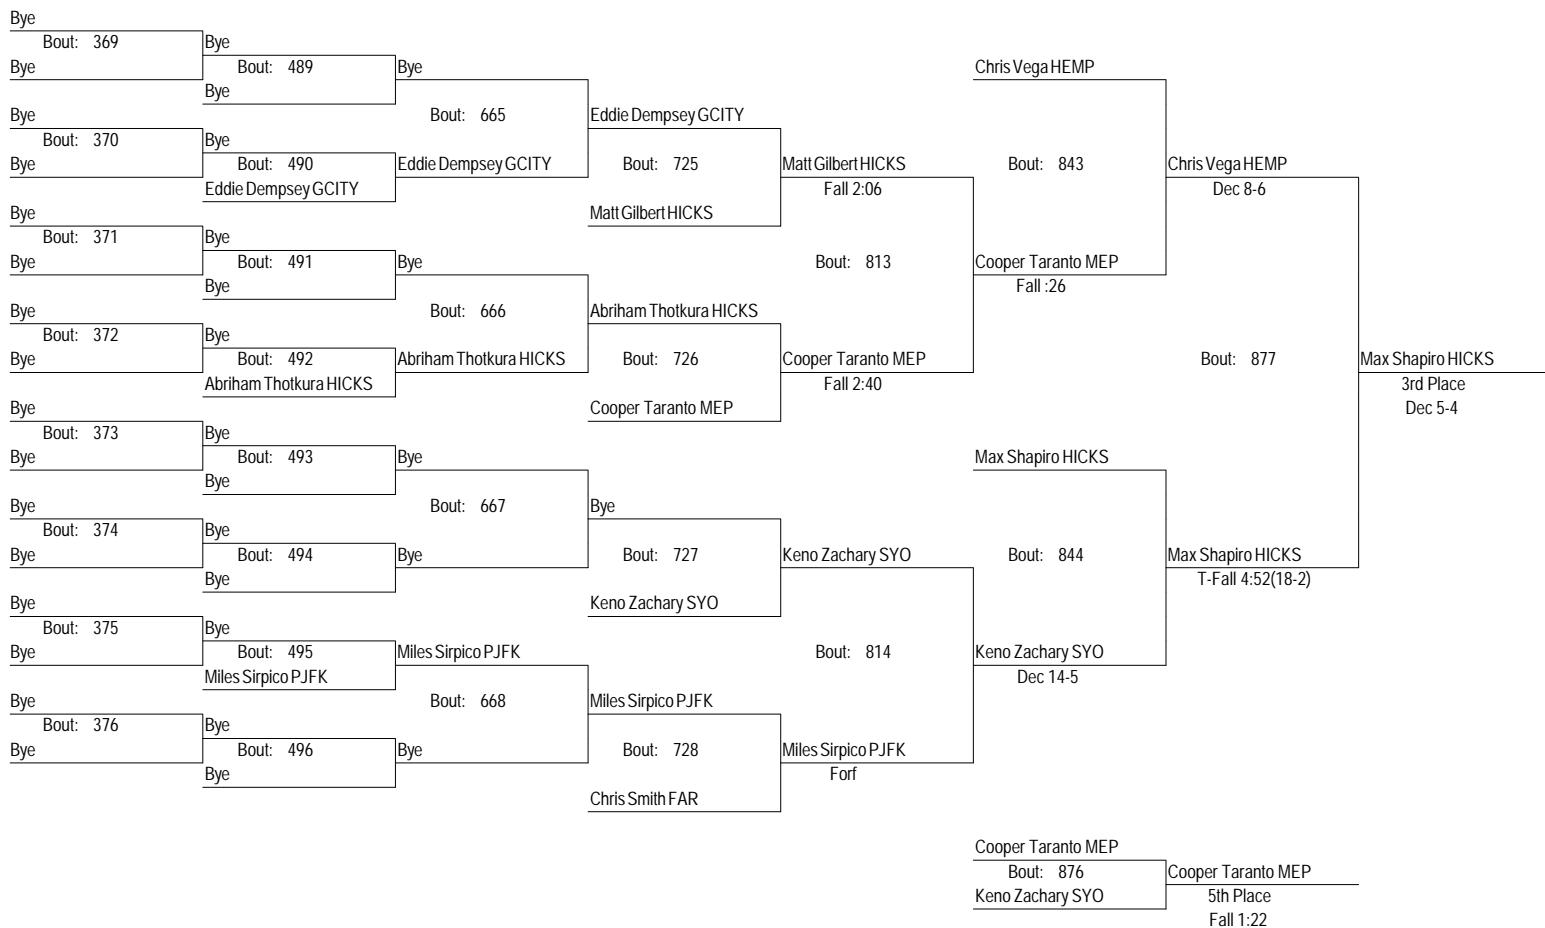 Bye
Bout: 369
Bye
Bye
Bout: 489
Bye
Bye
Chris Vega HEMP
Bye
Bye
Bout: 665
Eddie Dempsey GCITY
Bout: 370
Bye
Bye
Bout: 490
Eddie Dempsey GCITY
Bout: 725
Matt Gilbert HICKS
Bout: 843
Chris Vega HEMP
Eddie Dempsey GCITY
Fall 2:06
Dec 8-6
Bye
Matt Gilbert HICKS
Bout: 371
Bye
Bye
Bout: 491
Bye
Bout: 813
Cooper Taranto MEP
Bye
Fall :26
Bye
Bout: 666
Abriham Thotkura HICKS
Bout: 372
Bye
Bye
Bout: 492
Abriham Thotkura HICKS
Bout: 726
Cooper Taranto MEP
Bout: 877
Max Shapiro HICKS
Abriham Thotkura HICKS
Fall 2:40
3rd Place
Bye
Cooper Taranto MEP
Dec 5-4
Bout: 373
Bye
Bye
Bout: 493
Bye
Max Shapiro HICKS
Bye
Bye
Bout: 667
Bye
Bout: 374
Bye
Bye
Bout: 494
Bye
Bout: 727
Keno Zachary SYO
Bout: 844
Max Shapiro HICKS
Bye
T-Fall 4:52(18-2)
Bye
Keno Zachary SYO
Bout: 375
Bye
Bye
Bout: 495
Miles Sirpico PJFK
Bout: 814
Keno Zachary SYO
Miles Sirpico PJFK
Dec 14-5
Bye
Bout: 668
Miles Sirpico PJFK
Bout: 376
Bye
Bye
Bout: 496
Bye
Bout: 728
Miles Sirpico PJFK
Bye
Forf
Chris Smith FAR
Cooper Taranto MEP
Bout: 876
Cooper Taranto MEP
Keno Zachary SYO
5th Place
Fall 1:22